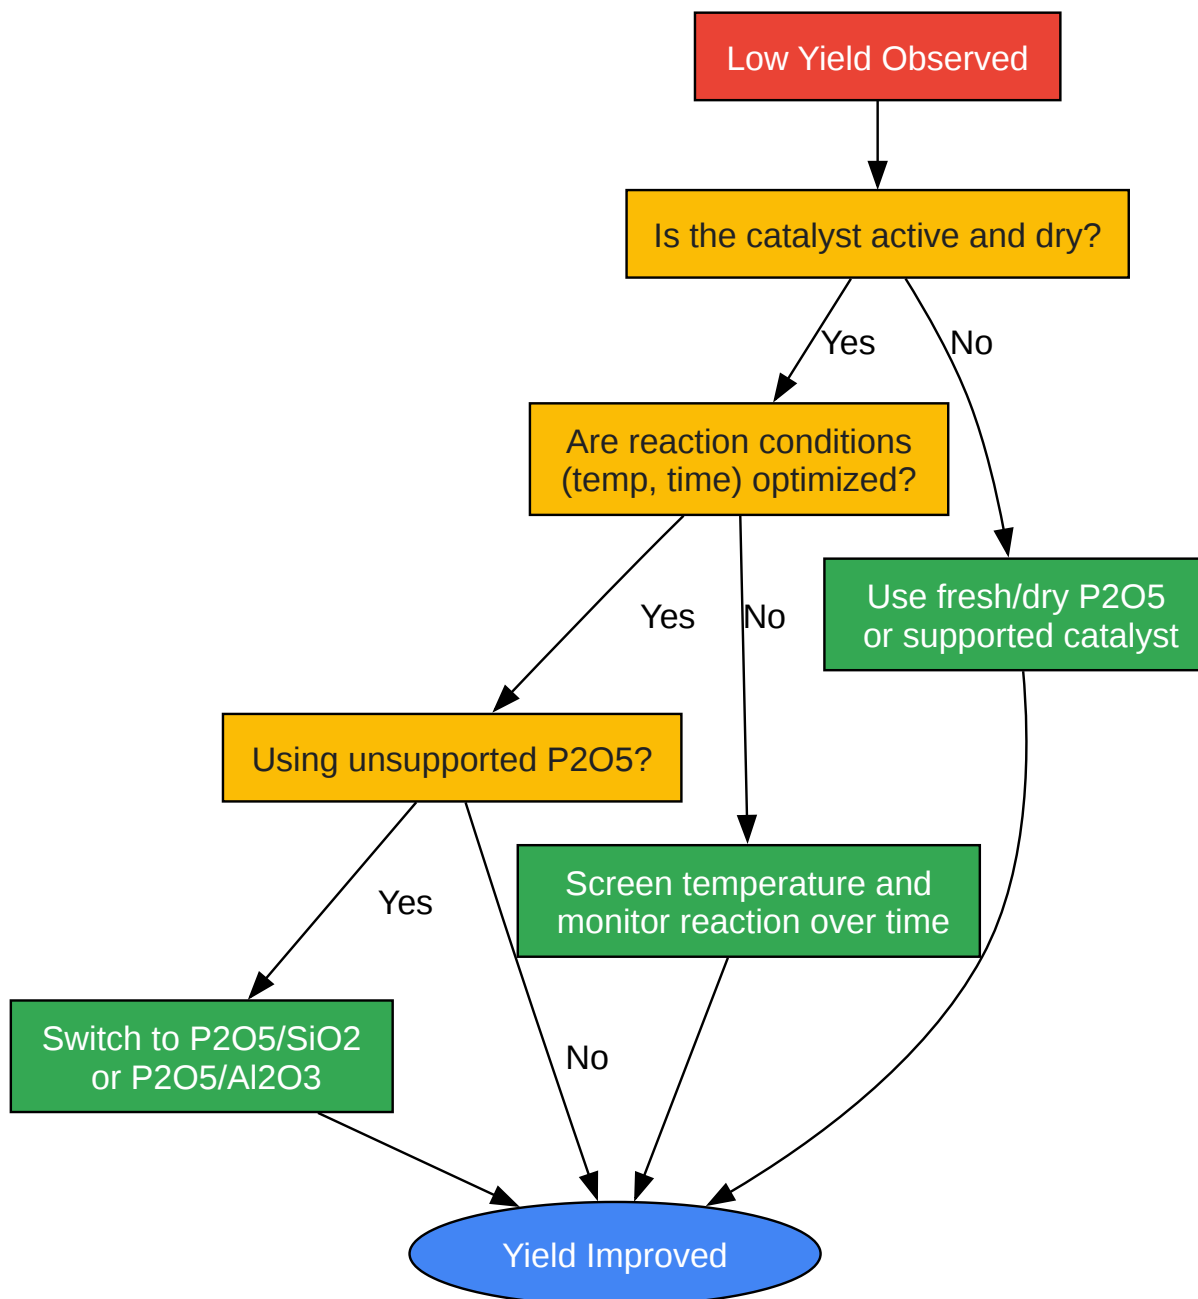 Low Yield Observed
Is the catalyst active and dry?
Yes
No
Are reaction conditions
(temp, time) optimized?
Use fresh/dry P2O5
or supported catalyst
Yes
No
Using unsupported P2O5?
Screen temperature and
monitor reaction over time
Yes
Switch to P2O5/SiO2
or P2O5/Al2O3
No
Yield Improved